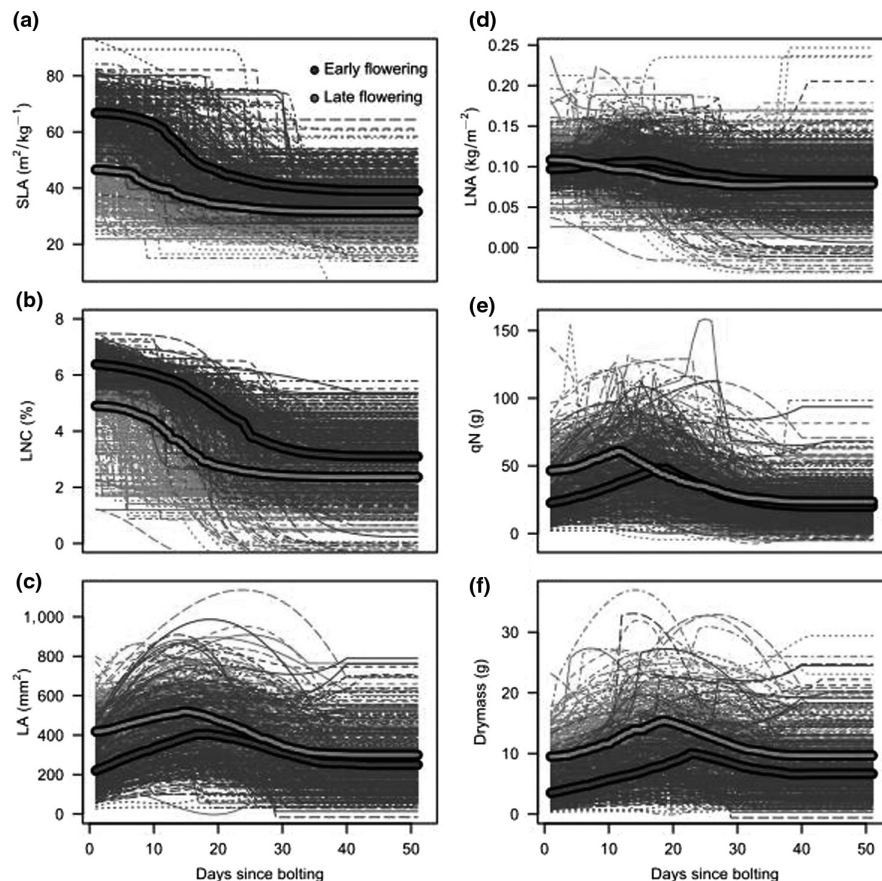 (a)
SLA (m²/kg⁻¹)
80
60
40
20
Early flowering
Late flowering
(b)
LNC (%)
8
6
4
2
0
(c)
LA (mm²)
1,000
800
600
400
200
0
0 10 20 30 40 50
Days since bolting
(d)
LNA (kg/m⁻²)
0.25
0.20
0.15
0.10
0.05
0.00
(e)
qN (g)
150
100
50
0
(f)
Drymass (g)
30
20
10
0
0 10 20 30 40 50
Days since bolting